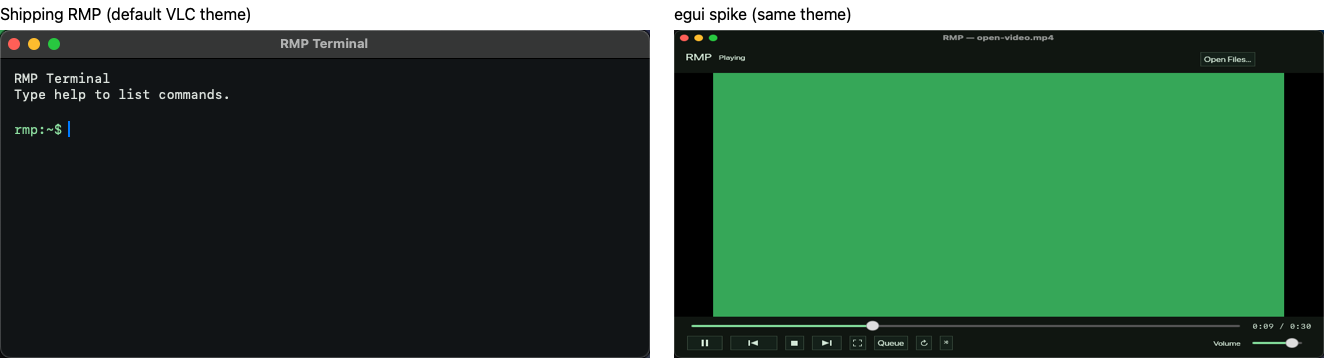 Shipping RMP (default VLC theme)
RMP Terminal
RMP Terminal
Type help to list commands.
rmp:~$
egui spike (same theme)
RMP — open-video.mp4
RMP Playing
Open Files...
0:09 / 0:30
Queue
Volume